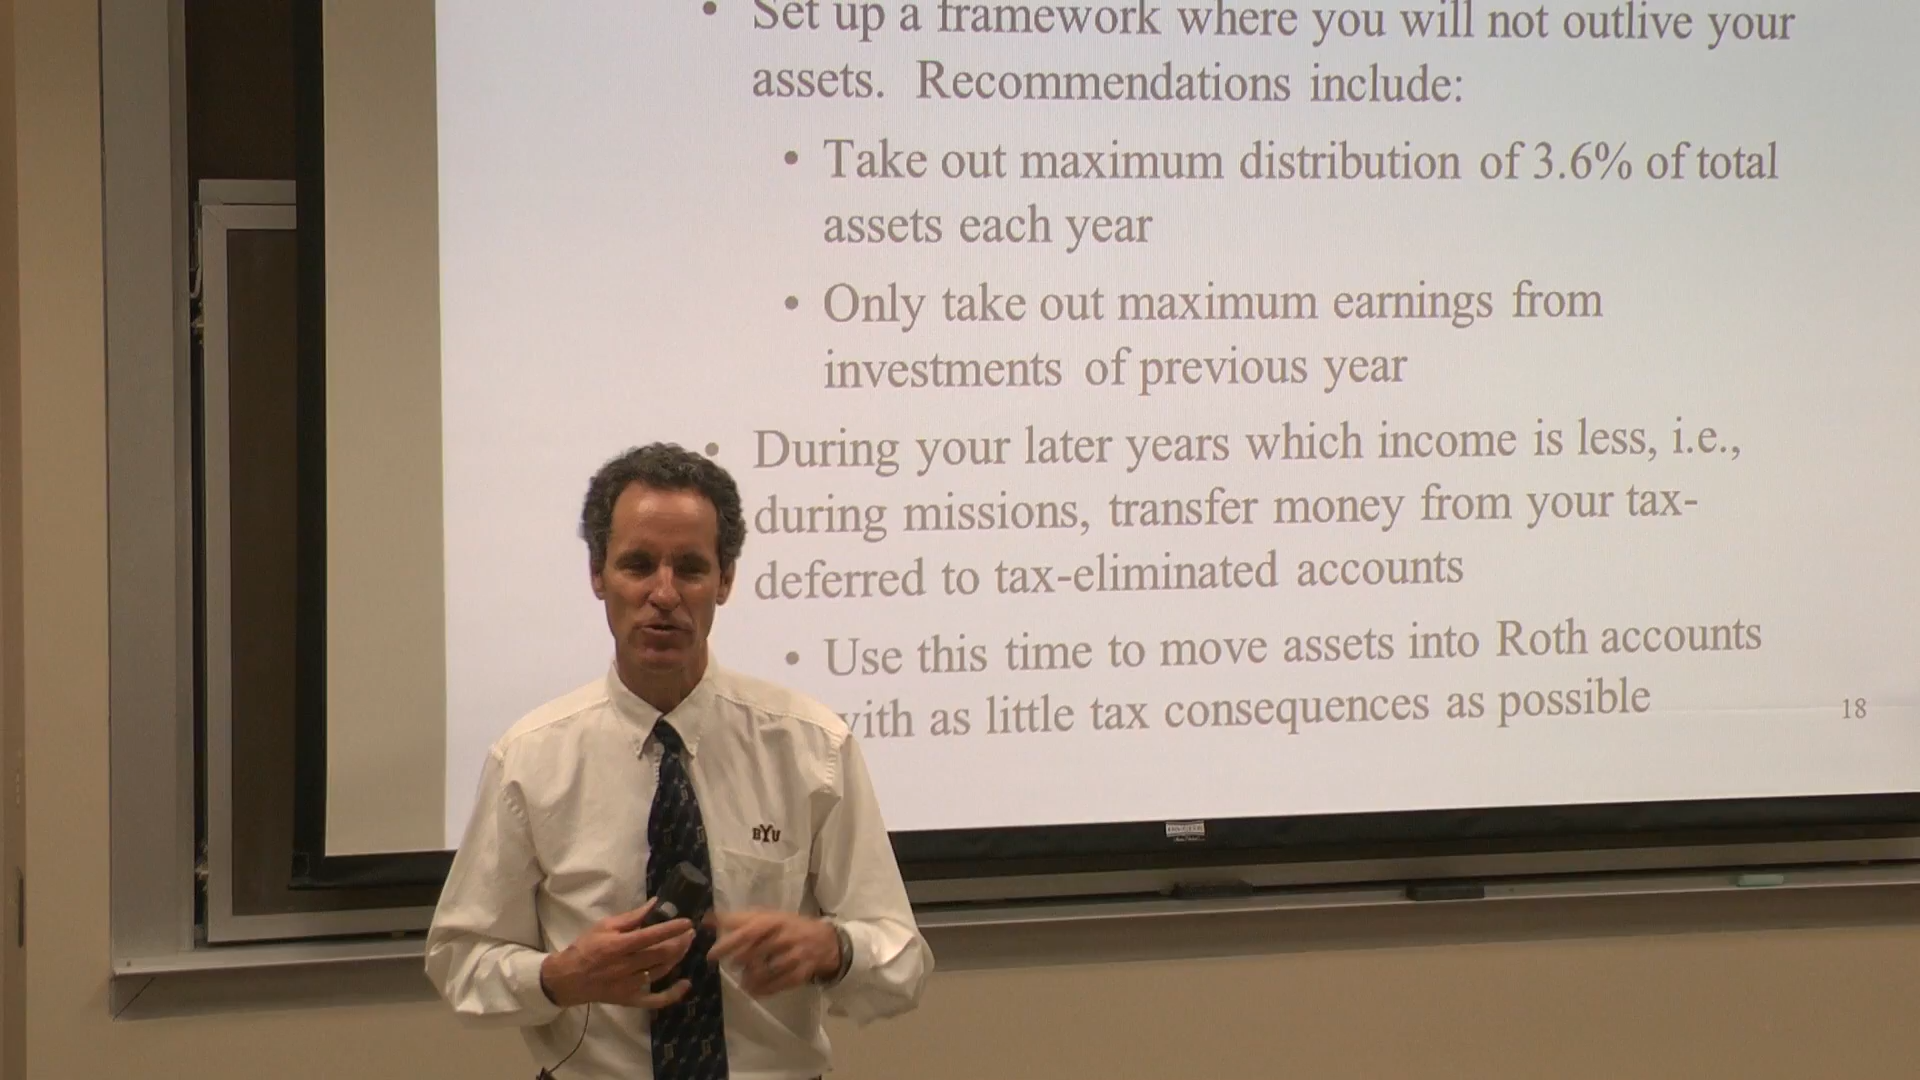 • Set up a framework where you will not outlive your
assets. Recommendations include:
• Take out maximum distribution of 3.6% of total
assets each year
• Only take out maximum earnings from
investments of previous year
• During your later years which income is less, i.e.,
during missions, transfer money from your tax-
deferred to tax-eliminated accounts
• Use this time to move assets into Roth accounts
with as little tax consequences as possible
18
BYU